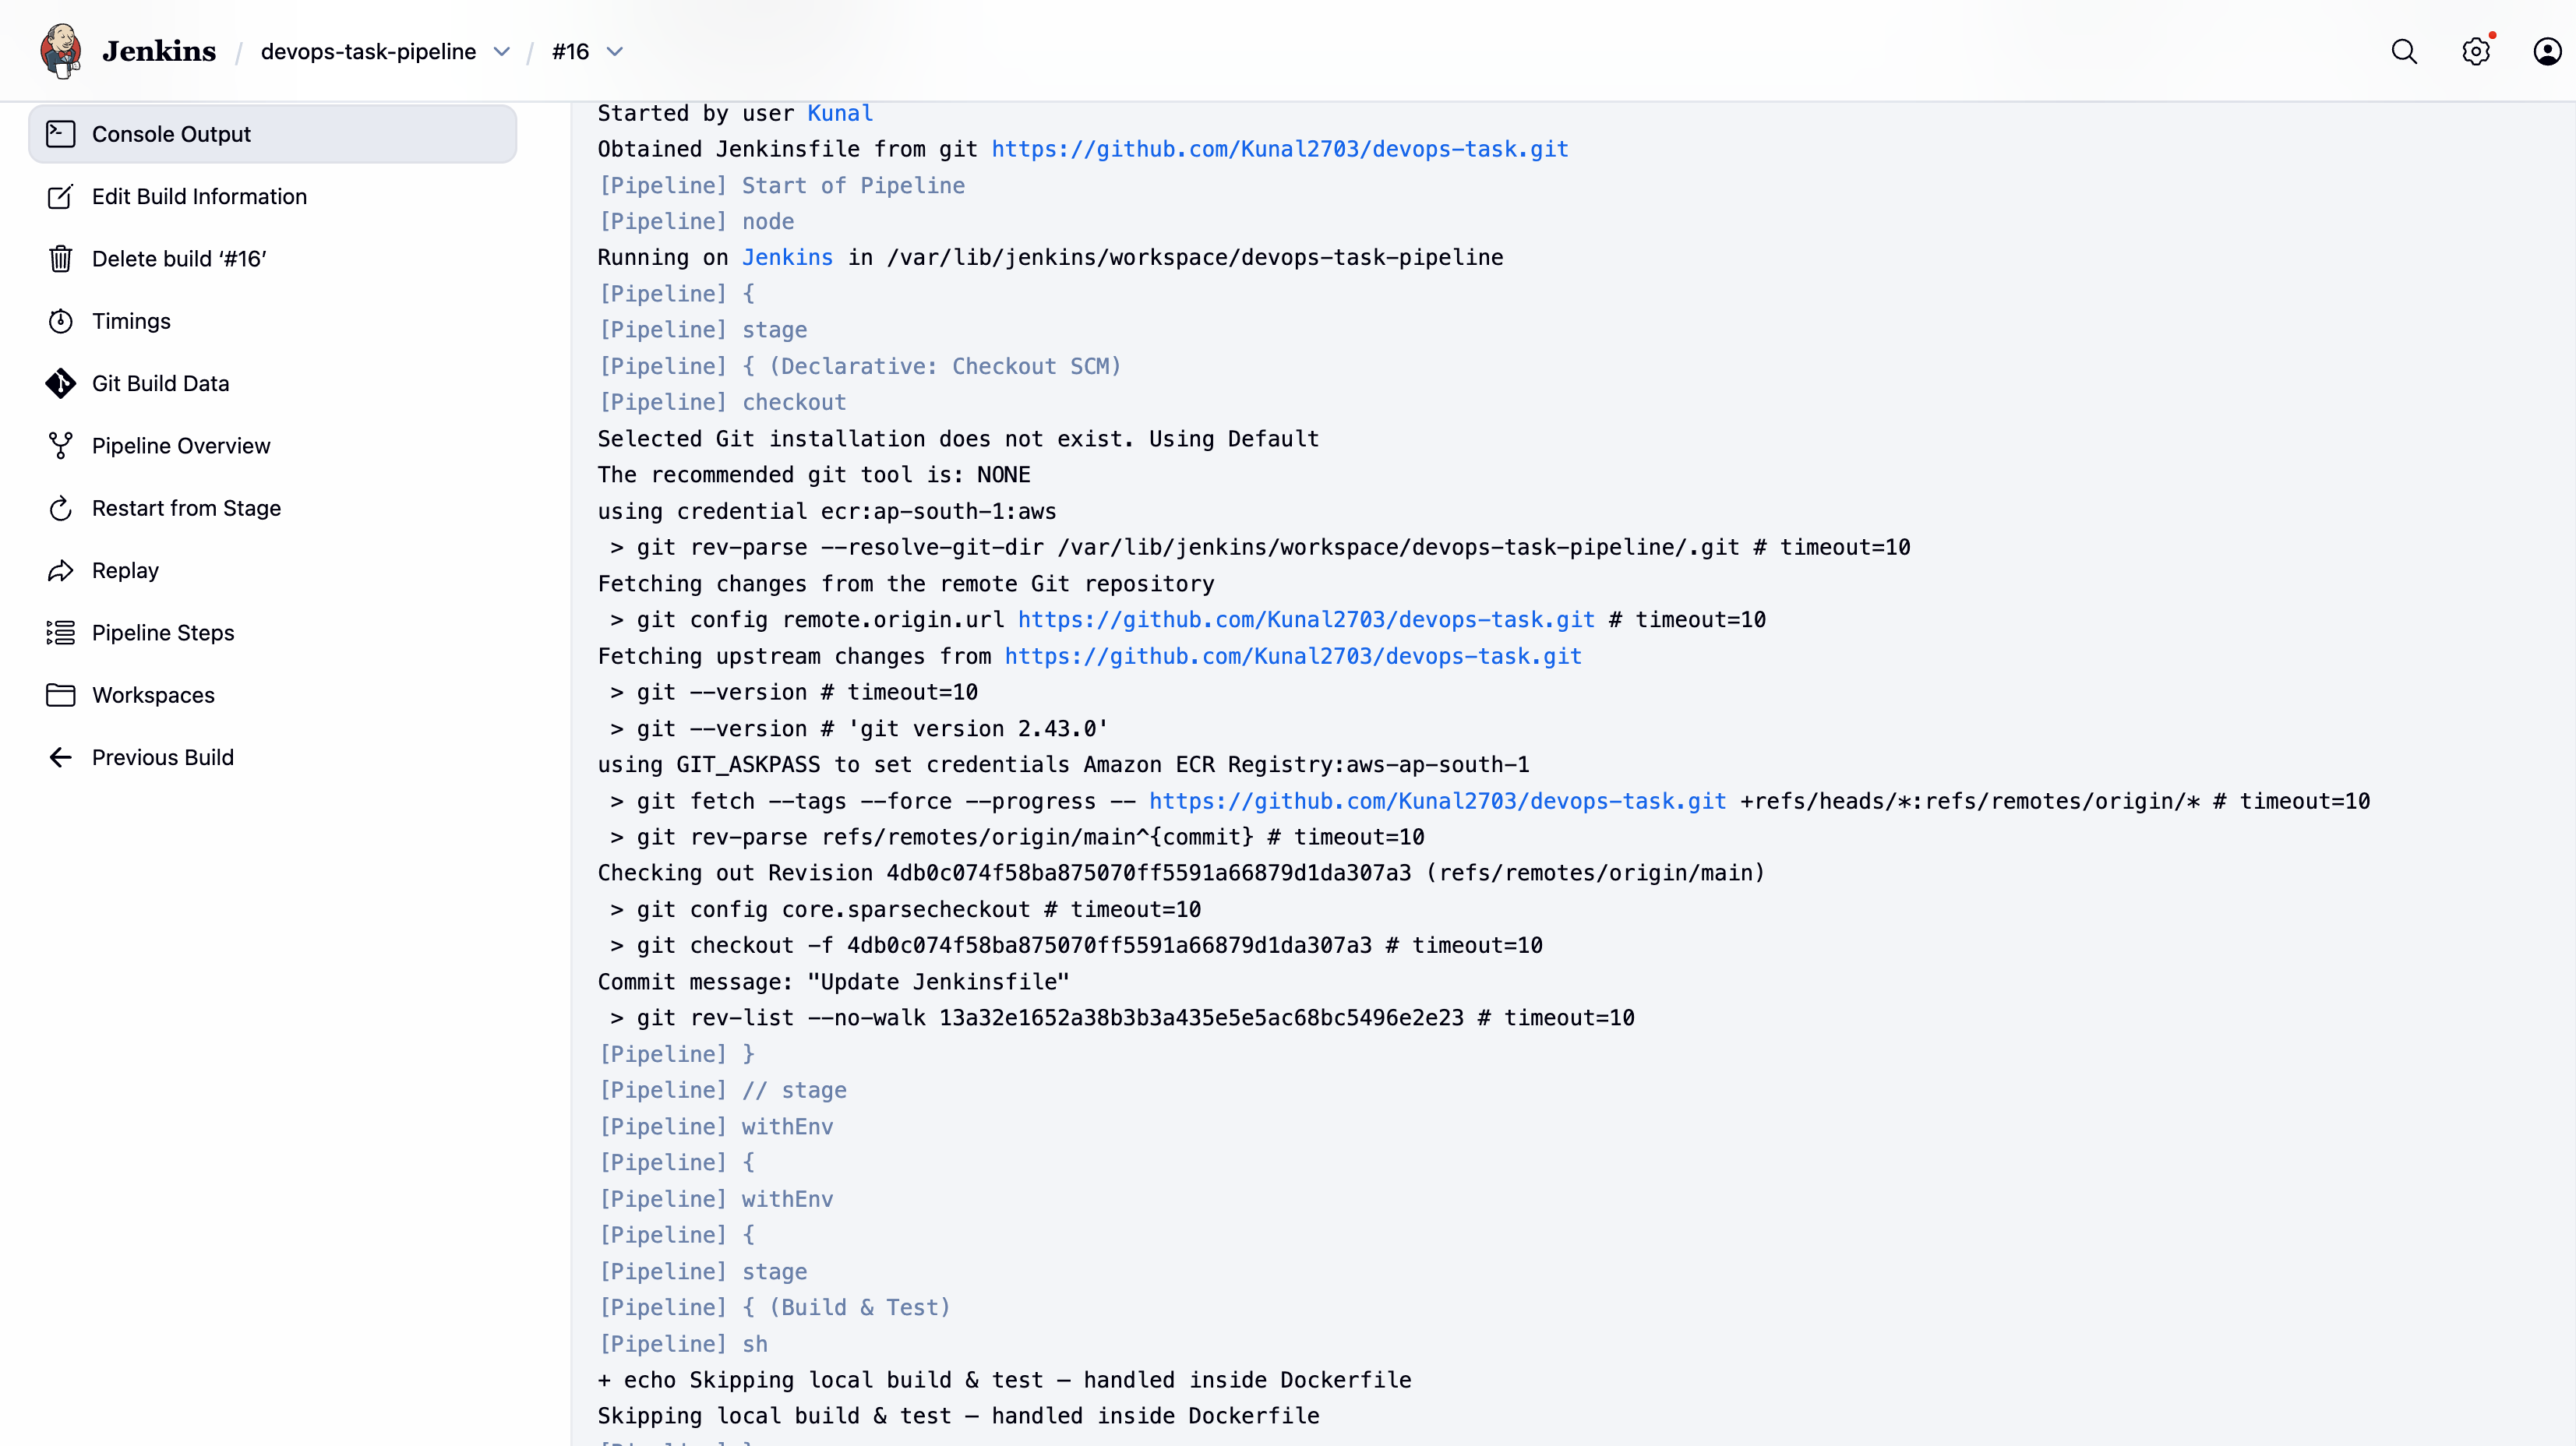 Jenkins / devops-task-pipeline / #16
Console Output
Edit Build Information
Delete build ‘#16’
Timings
Git Build Data
Pipeline Overview
Restart from Stage
Replay
Pipeline Steps
Workspaces
Previous Build
Started by user Kunal
Obtained Jenkinsfile from git https://github.com/Kunal2703/devops-task.git
[Pipeline] Start of Pipeline
[Pipeline] node
Running on Jenkins in /var/lib/jenkins/workspace/devops-task-pipeline
[Pipeline] {
[Pipeline] stage
[Pipeline] { (Declarative: Checkout SCM)
[Pipeline] checkout
Selected Git installation does not exist. Using Default
The recommended git tool is: NONE
using credential ecr:ap-south-1:aws
> git rev-parse --resolve-git-dir /var/lib/jenkins/workspace/devops-task-pipeline/.git # timeout=10
Fetching changes from the remote Git repository
> git config remote.origin.url https://github.com/Kunal2703/devops-task.git # timeout=10
Fetching upstream changes from https://github.com/Kunal2703/devops-task.git
> git --version # timeout=10
> git --version # 'git version 2.43.0'
using GIT_ASKPASS to set credentials Amazon ECR Registry:aws-ap-south-1
> git fetch --tags --force --progress -- https://github.com/Kunal2703/devops-task.git +refs/heads/*:refs/remotes/origin/* # timeout=10
> git rev-parse refs/remotes/origin/main^{commit} # timeout=10
Checking out Revision 4db0c074f58ba875070ff5591a66879d1da307a3 (refs/remotes/origin/main)
> git config core.sparsecheckout # timeout=10
> git checkout -f 4db0c074f58ba875070ff5591a66879d1da307a3 # timeout=10
Commit message: "Update Jenkinsfile"
> git rev-list --no-walk 13a32e1652a38b3b3a435e5e5ac68bc5496e2e23 # timeout=10
[Pipeline] }
[Pipeline] // stage
[Pipeline] withEnv
[Pipeline] {
[Pipeline] withEnv
[Pipeline] {
[Pipeline] stage
[Pipeline] { (Build & Test)
[Pipeline] sh
+ echo Skipping local build & test – handled inside Dockerfile
Skipping local build & test – handled inside Dockerfile